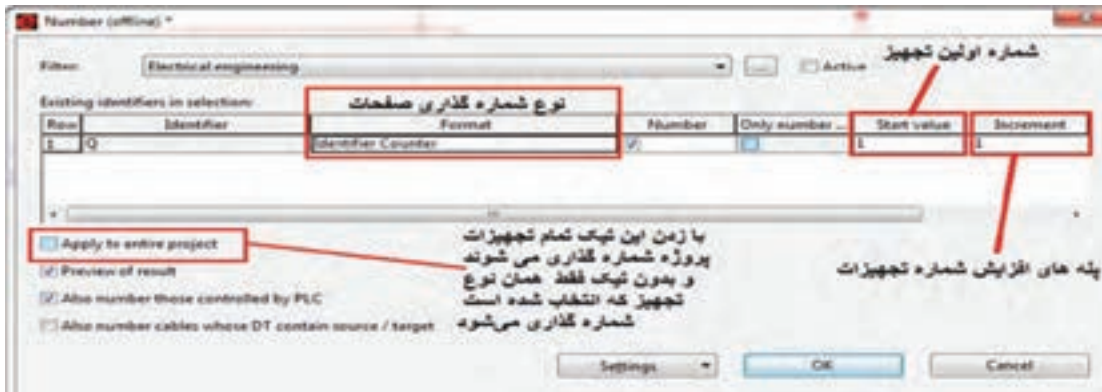 Number (offline) *
شماره اولین تجهیز
Filter: Electrical engineering ... Active
Existing identifiers in selection:
نوع شماره گذاری صفحات
Row Identifier Format Number Only number ... Start value Increment
1 Q Identifier Counter 1 1
Apply to entire project
Preview of result
Also number those controlled by PLC
Also number cables whose DT contain source / target
با زدن این تیک تمام تجهیزات
پروژه شماره گذاری می شوند
و بدون تیک فقط همان نوع
تجهیز که انتخاب شده است
شماره گذاری می‌شود
پله های افزایش شماره تجهیزات
Settings OK Cancel